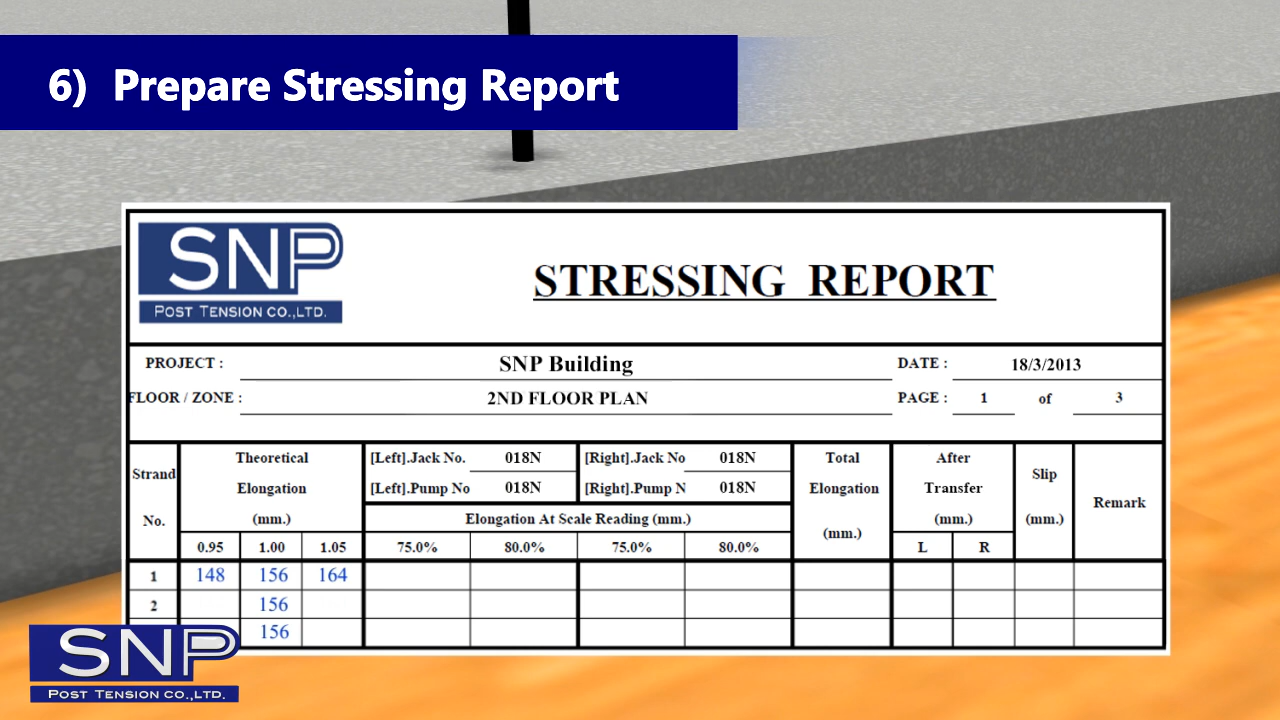 6) Prepare Stressing Report
SNP
POST TENSION CO.,LTD.
STRESSING REPORT
PROJECT : SNP Building DATE : 18/3/2013
FLOOR / ZONE : 2ND FLOOR PLAN PAGE : 1 of 3
Strand No.
Theoretical Elongation (mm.)
[Left].Jack No. 018N [Right].Jack No 018N
[Left].Pump No 018N [Right].Pump N 018N
Elongation At Scale Reading (mm.)
Total Elongation (mm.)
After Transfer (mm.)
Slip (mm.)
Remark
0.95 1.00 1.05 75.0% 80.0% 75.0% 80.0% L R
1 148 156 164
2 156
156
SNP
POST TENSION CO.,LTD.